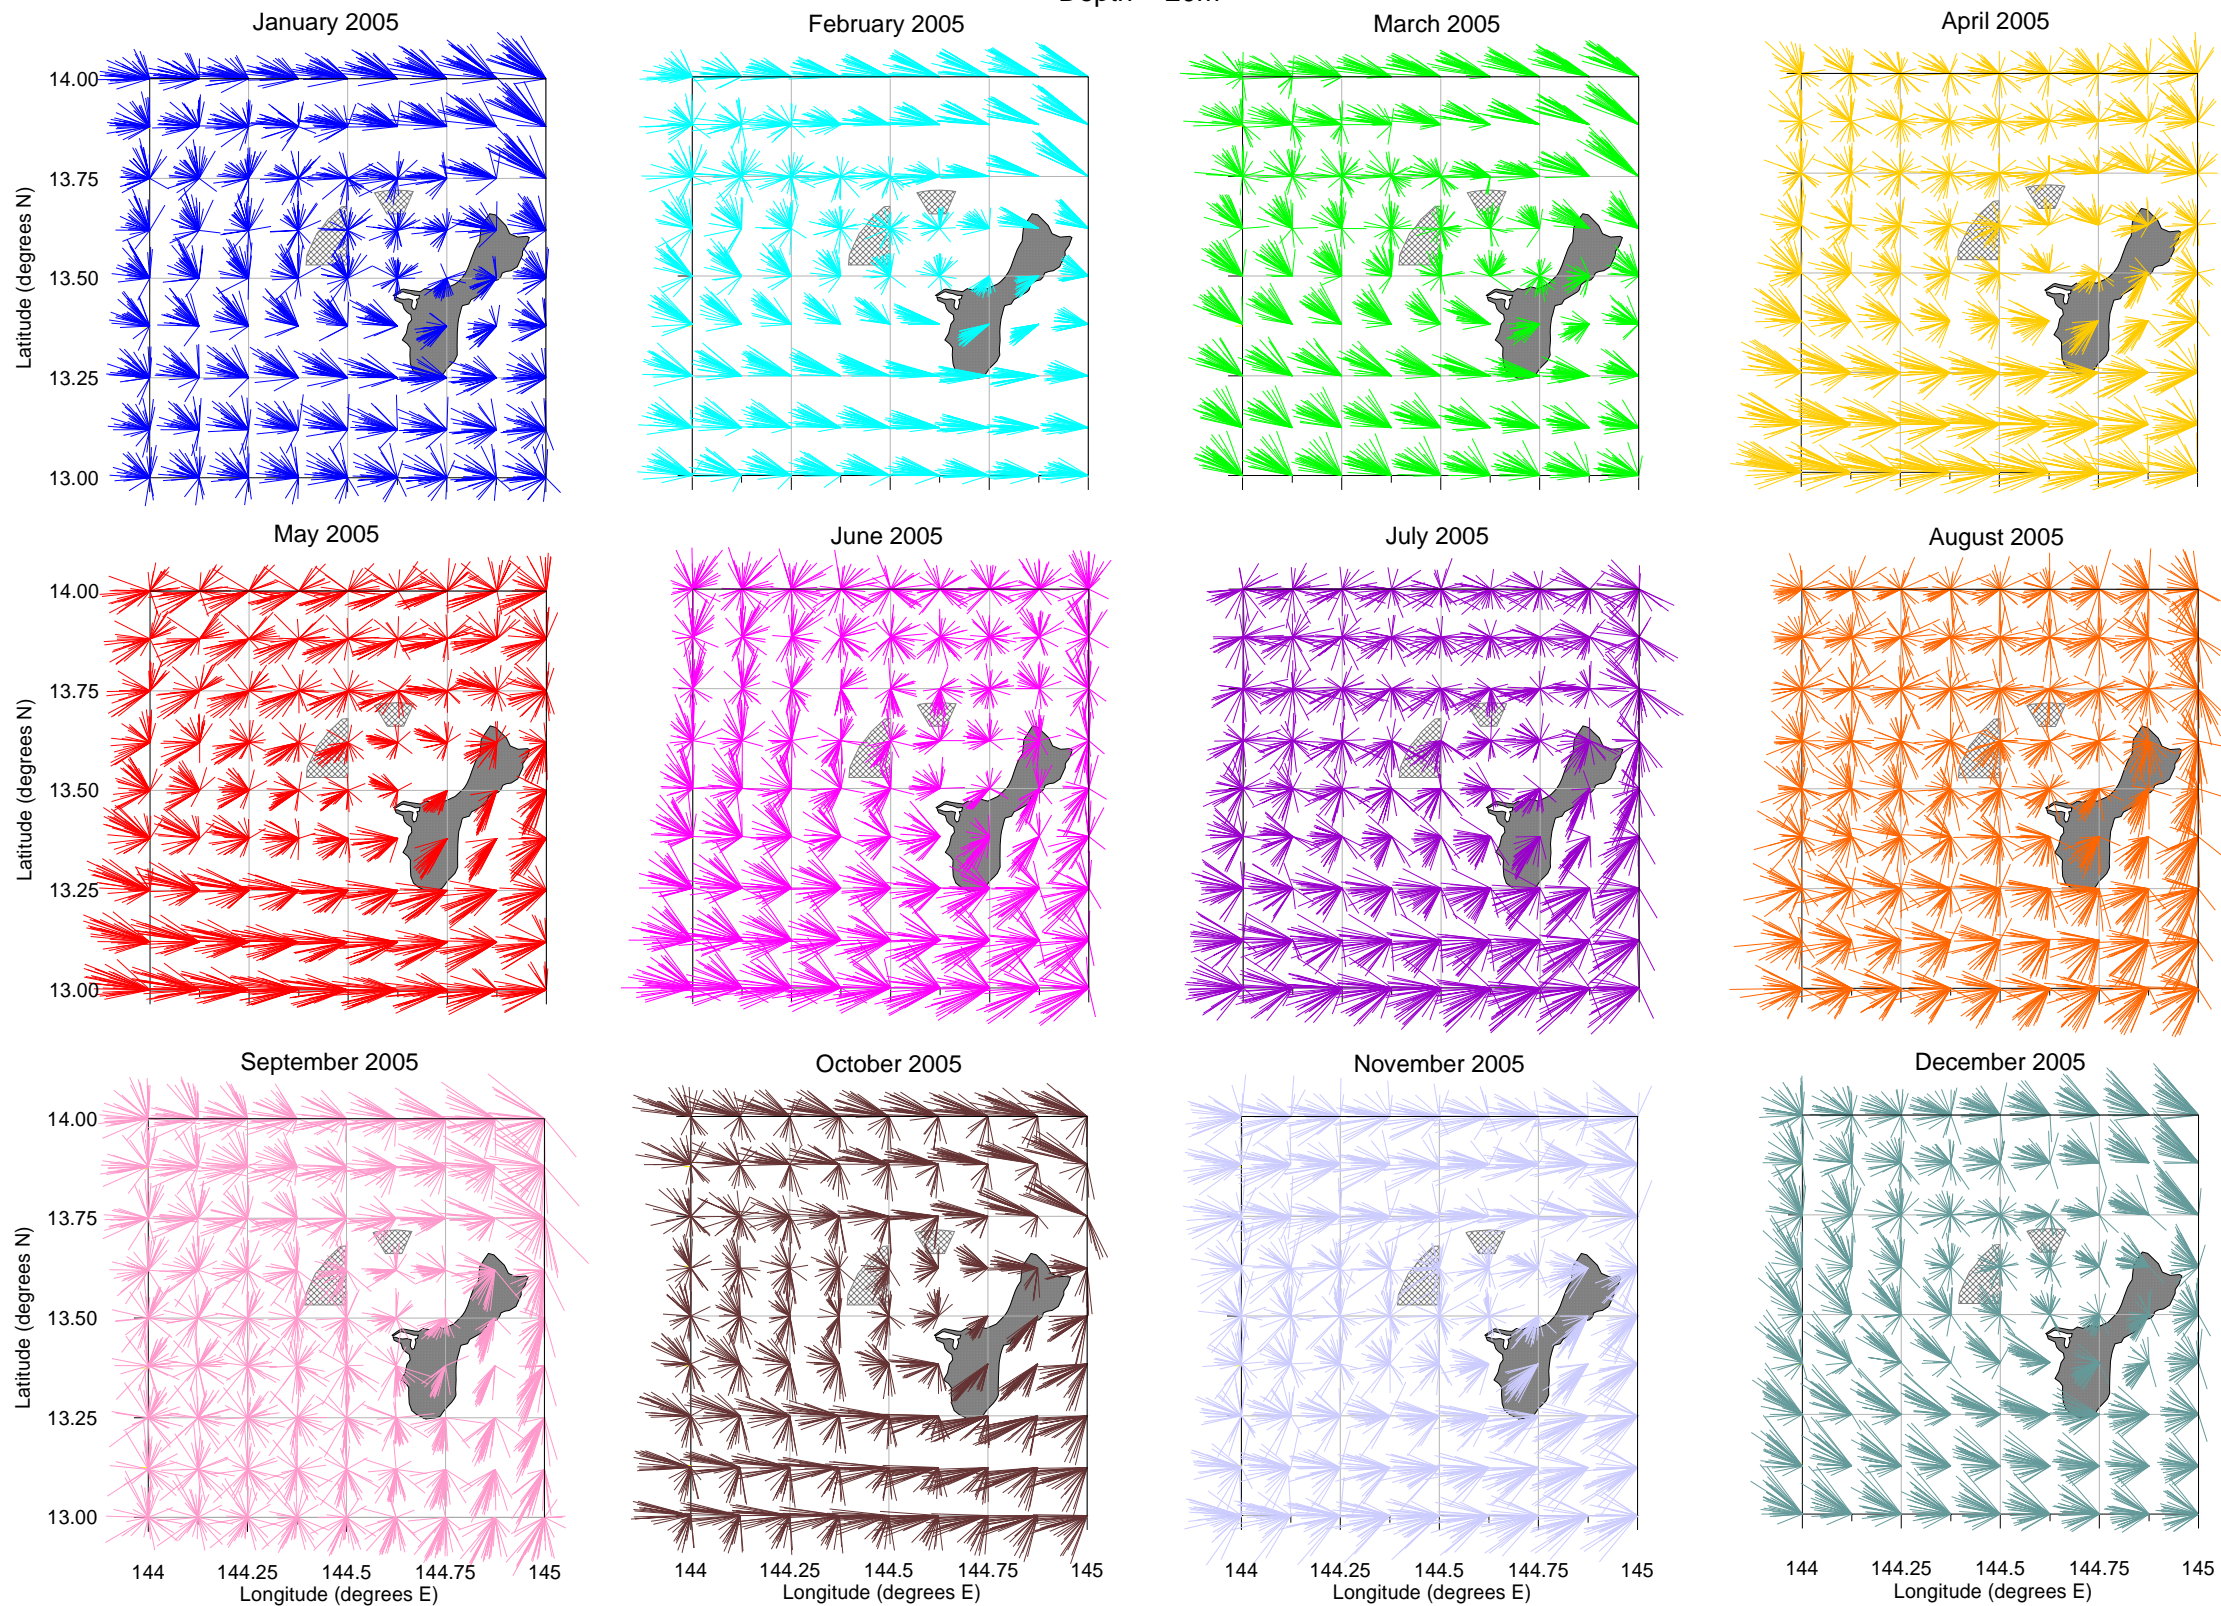 January 2005
February 2005
March 2005
April 2005
14.00
13.75
13.50
13.25
13.00
Latitude (degrees N)
May 2005
June 2005
July 2005
August 2005
14.00
13.75
13.50
13.25
13.00
Latitude (degrees N)
September 2005
October 2005
November 2005
December 2005
14.00
13.75
13.50
13.25
13.00
Latitude (degrees N)
144 144.25 144.5 144.75 145
Longitude (degrees E)
144 144.25 144.5 144.75 145
Longitude (degrees E)
144 144.25 144.5 144.75 145
Longitude (degrees E)
144 144.25 144.5 144.75 145
Longitude (degrees E)